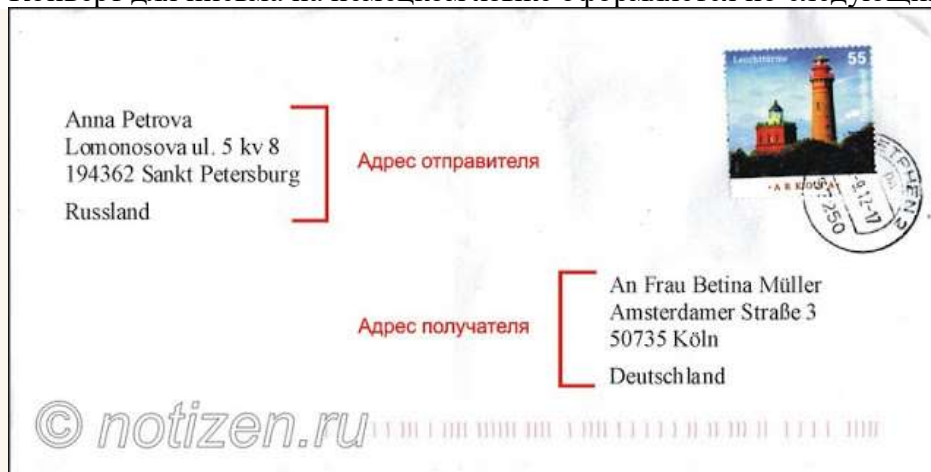 Anna Petrova
Lomonosova ul. 5 kv 8
194362 Sankt Petersburg
Russland
Адрес отправителя
Leuchttürme 55
An Frau Betina Müller
Amsterdamer Straße 3
50735 Köln
Deutschland
Адрес получателя
© notizen.ru